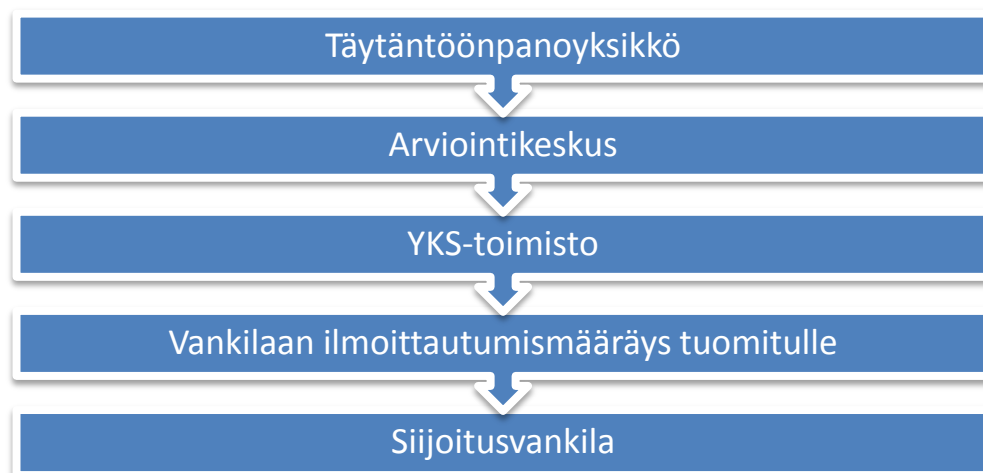 Täytäntöönpanoyksikkö
Arviointikeskus
YKS-toimisto
Vankilaan ilmoittautumismääräys tuomitulle
Siijoitusvankila